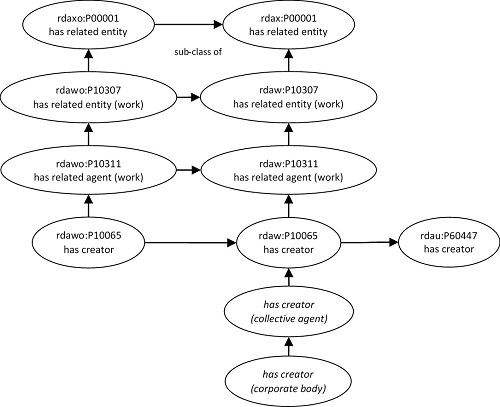 rdaxo:P00001
has related entity
rdax:P00001
has related entity
sub-class of
rdawo:P10307
has related entity (work)
rdaw:P10307
has related entity (work)
rdawo:P10311
has related agent (work)
rdaw:P10311
has related agent (work)
rdawo:P10065
has creator
rdaw:P10065
has creator
rdau:P60447
has creator
has creator
(collective agent)
has creator
(corporate body)